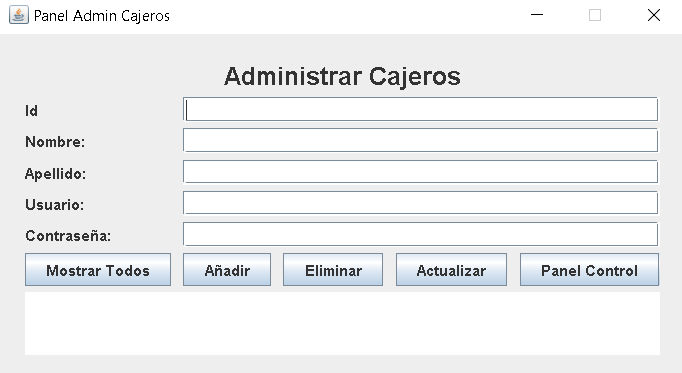 Panel Admin Cajeros
Administrar Cajeros
Id
Nombre:
Apellido:
Usuario:
Contraseña:
Mostrar Todos Añadir Eliminar Actualizar Panel Control